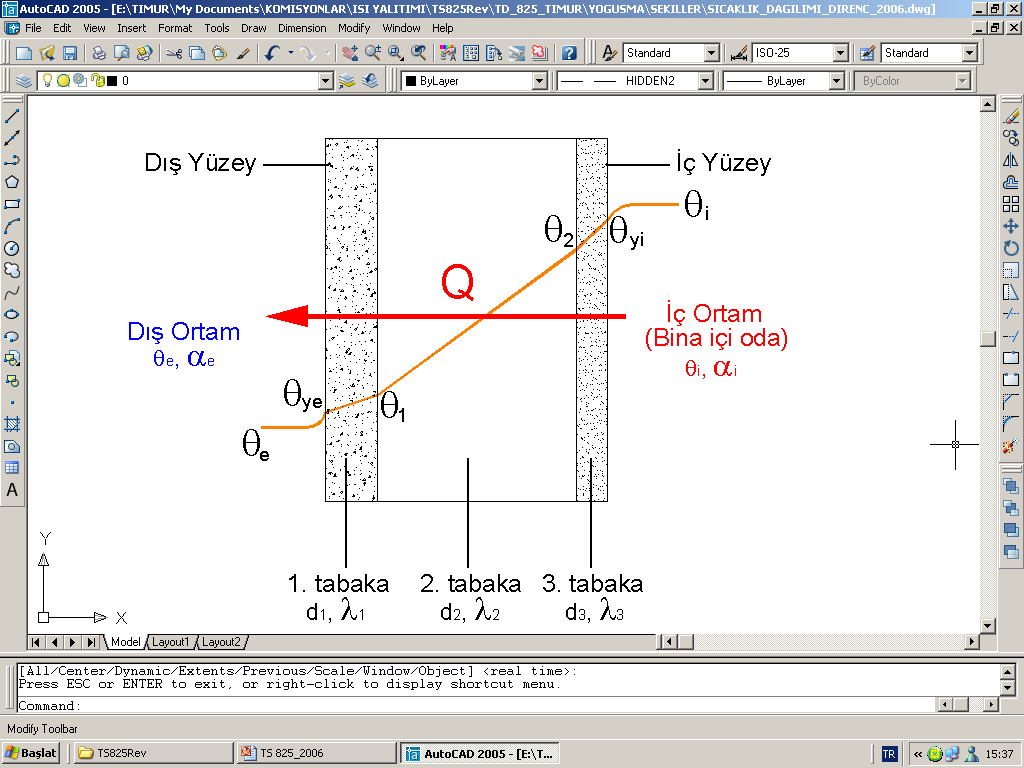 AutoCAD 2005 - [E:\TIMUR\My Documents\KOMISYONLAR\ISI YALITIMI\TS825Rev\TD_825_TIMUR\YOGUSMA\SEKILLER\SICAKLIK_DAGILIMI_DIRENC_2006.dwg]
File Edit View Insert Format Tools Draw Dimension Modify Window Help
Standard ISO-25 Standard
0 ByLayer HIDDEN2 ByLayer ByColor
Dış Yüzey İç Yüzey
θi
θ2 θyi
Q
Dış Ortam
θe, αe
İç Ortam
(Bina içi oda)
θi, αi
θye θ1
θe
1. tabaka 2. tabaka 3. tabaka
d1, λ1 d2, λ2 d3, λ3
Y
X
A
Model Layout1 Layout2
[All/Center/Dynamic/Extents/Previous/Scale/Window/Object] <real time>:
Press ESC or ENTER to exit, or right-click to display shortcut menu.
Command:
Modify Toolbar
Başlat TS825Rev TS 825_2006 AutoCAD 2005 - [E:\T... TR « 15:37